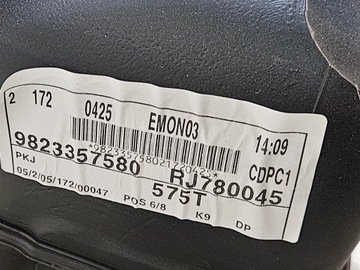 2 172 0425 EMON03 14:09
*982335758021720425*
9823357580 RJ780045 CDPC1
PKJ 575T
05/2/05/172/00047 POS 6/8 K9 DP